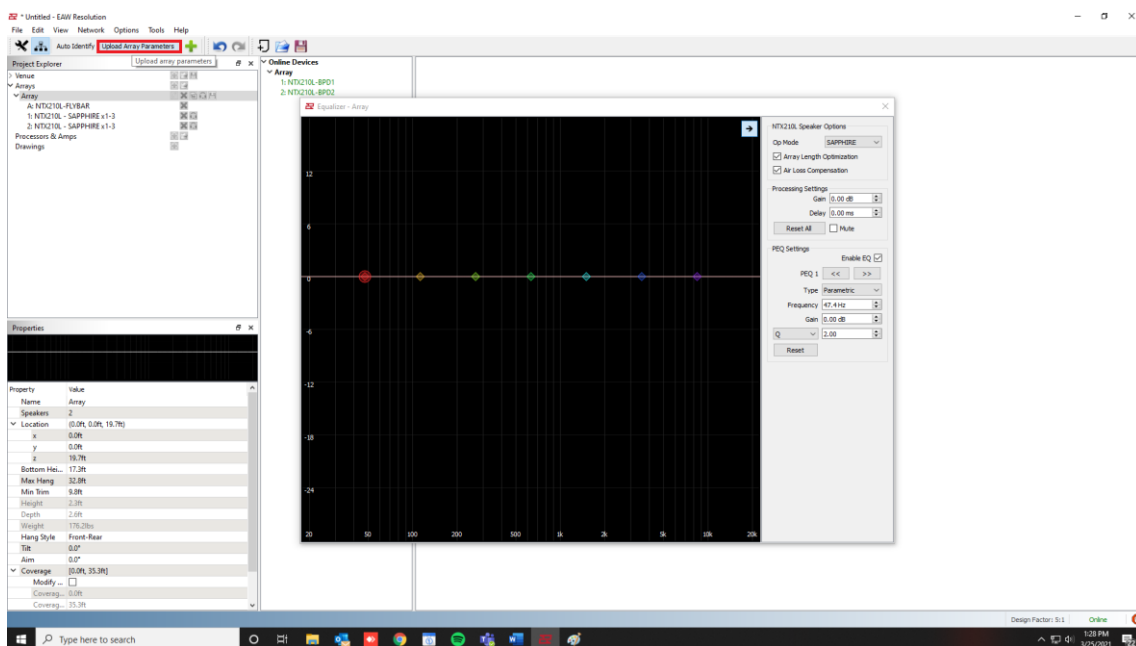 * Untitled - EAW Resolution
File Edit View Network Options Tools Help
Auto Identify Upload Array Parameters
Upload array parameters
Project Explorer
Venue
Arrays
Array
A: NTX210L-FLYBAR
1: NTX210L - SAPPHIRE x1-3
2: NTX210L - SAPPHIRE x1-3
Processors & Amps
Drawings
Online Devices
Array
1: NTX210L-BPD1
2: NTX210L-BPD2
Equalizer - Array
12
6
0
-6
-12
-18
-24
20 50 100 200 500 1k 2k 5k 10k 20k
NTX210L Speaker Options
Op Mode SAPPHIRE
Array Length Optimization
Air Loss Compensation
Processing Settings
Gain 0.00 dB
Delay 0.00 ms
Reset All Mute
PEQ Settings
Enable EQ
PEQ 1 << >>
Type Parametric
Frequency 47.4 Hz
Gain 0.00 dB
Q 2.00
Reset
Properties
Property Value
Name Array
Speakers 2
Location (0.0ft, 0.0ft, 19.7ft)
x 0.0ft
y 0.0ft
z 19.7ft
Bottom Hei... 17.3ft
Max Hang 32.8ft
Min Trim 9.8ft
Height 2.3ft
Depth 2.6ft
Weight 178.2lbs
Hang Style Front-Rear
Tilt 0.0°
Aim 0.0°
Coverage [0.0ft, 35.3ft]
Modify ...
Coverag... 0.0ft
Coverag... 35.3ft
Design Factor: 5:1 Online
Type here to search
1:28 PM
3/25/2021